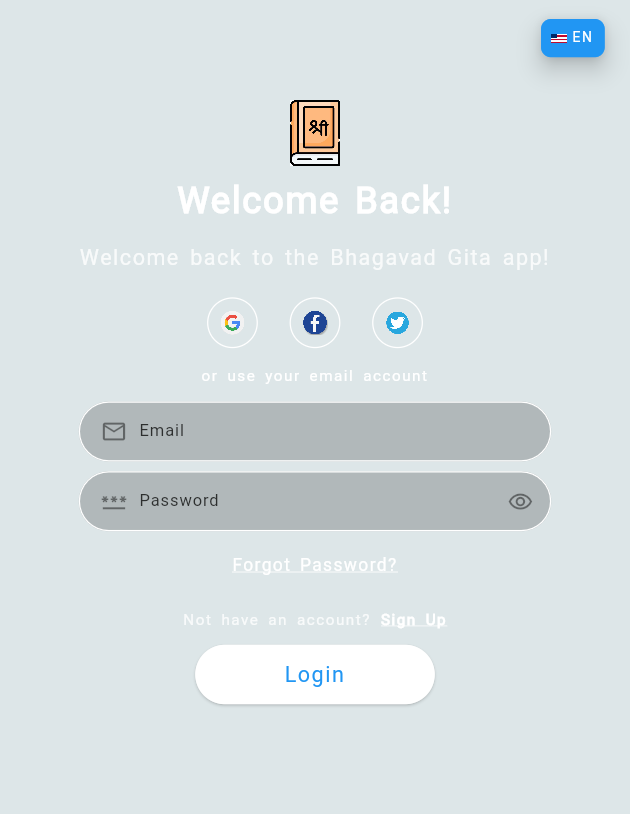 EN
श्री
Welcome Back!
Welcome back to the Bhagavad Gita app!
or use your email account
Email
*** Password
Forgot Password?
Not have an account? Sign Up
Login